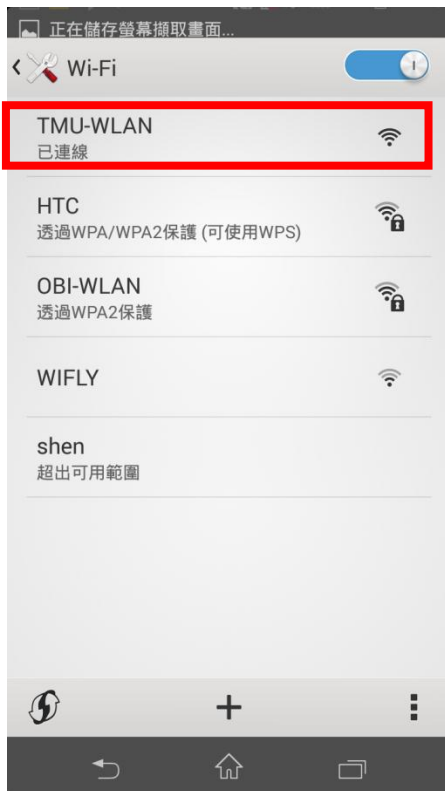 正在儲存螢幕擷取畫面...
Wi-Fi
TMU-WLAN
已連線
HTC
透過WPA/WPA2保護 (可使用WPS)
OBI-WLAN
透過WPA2保護
WIFLY
shen
超出可用範圍